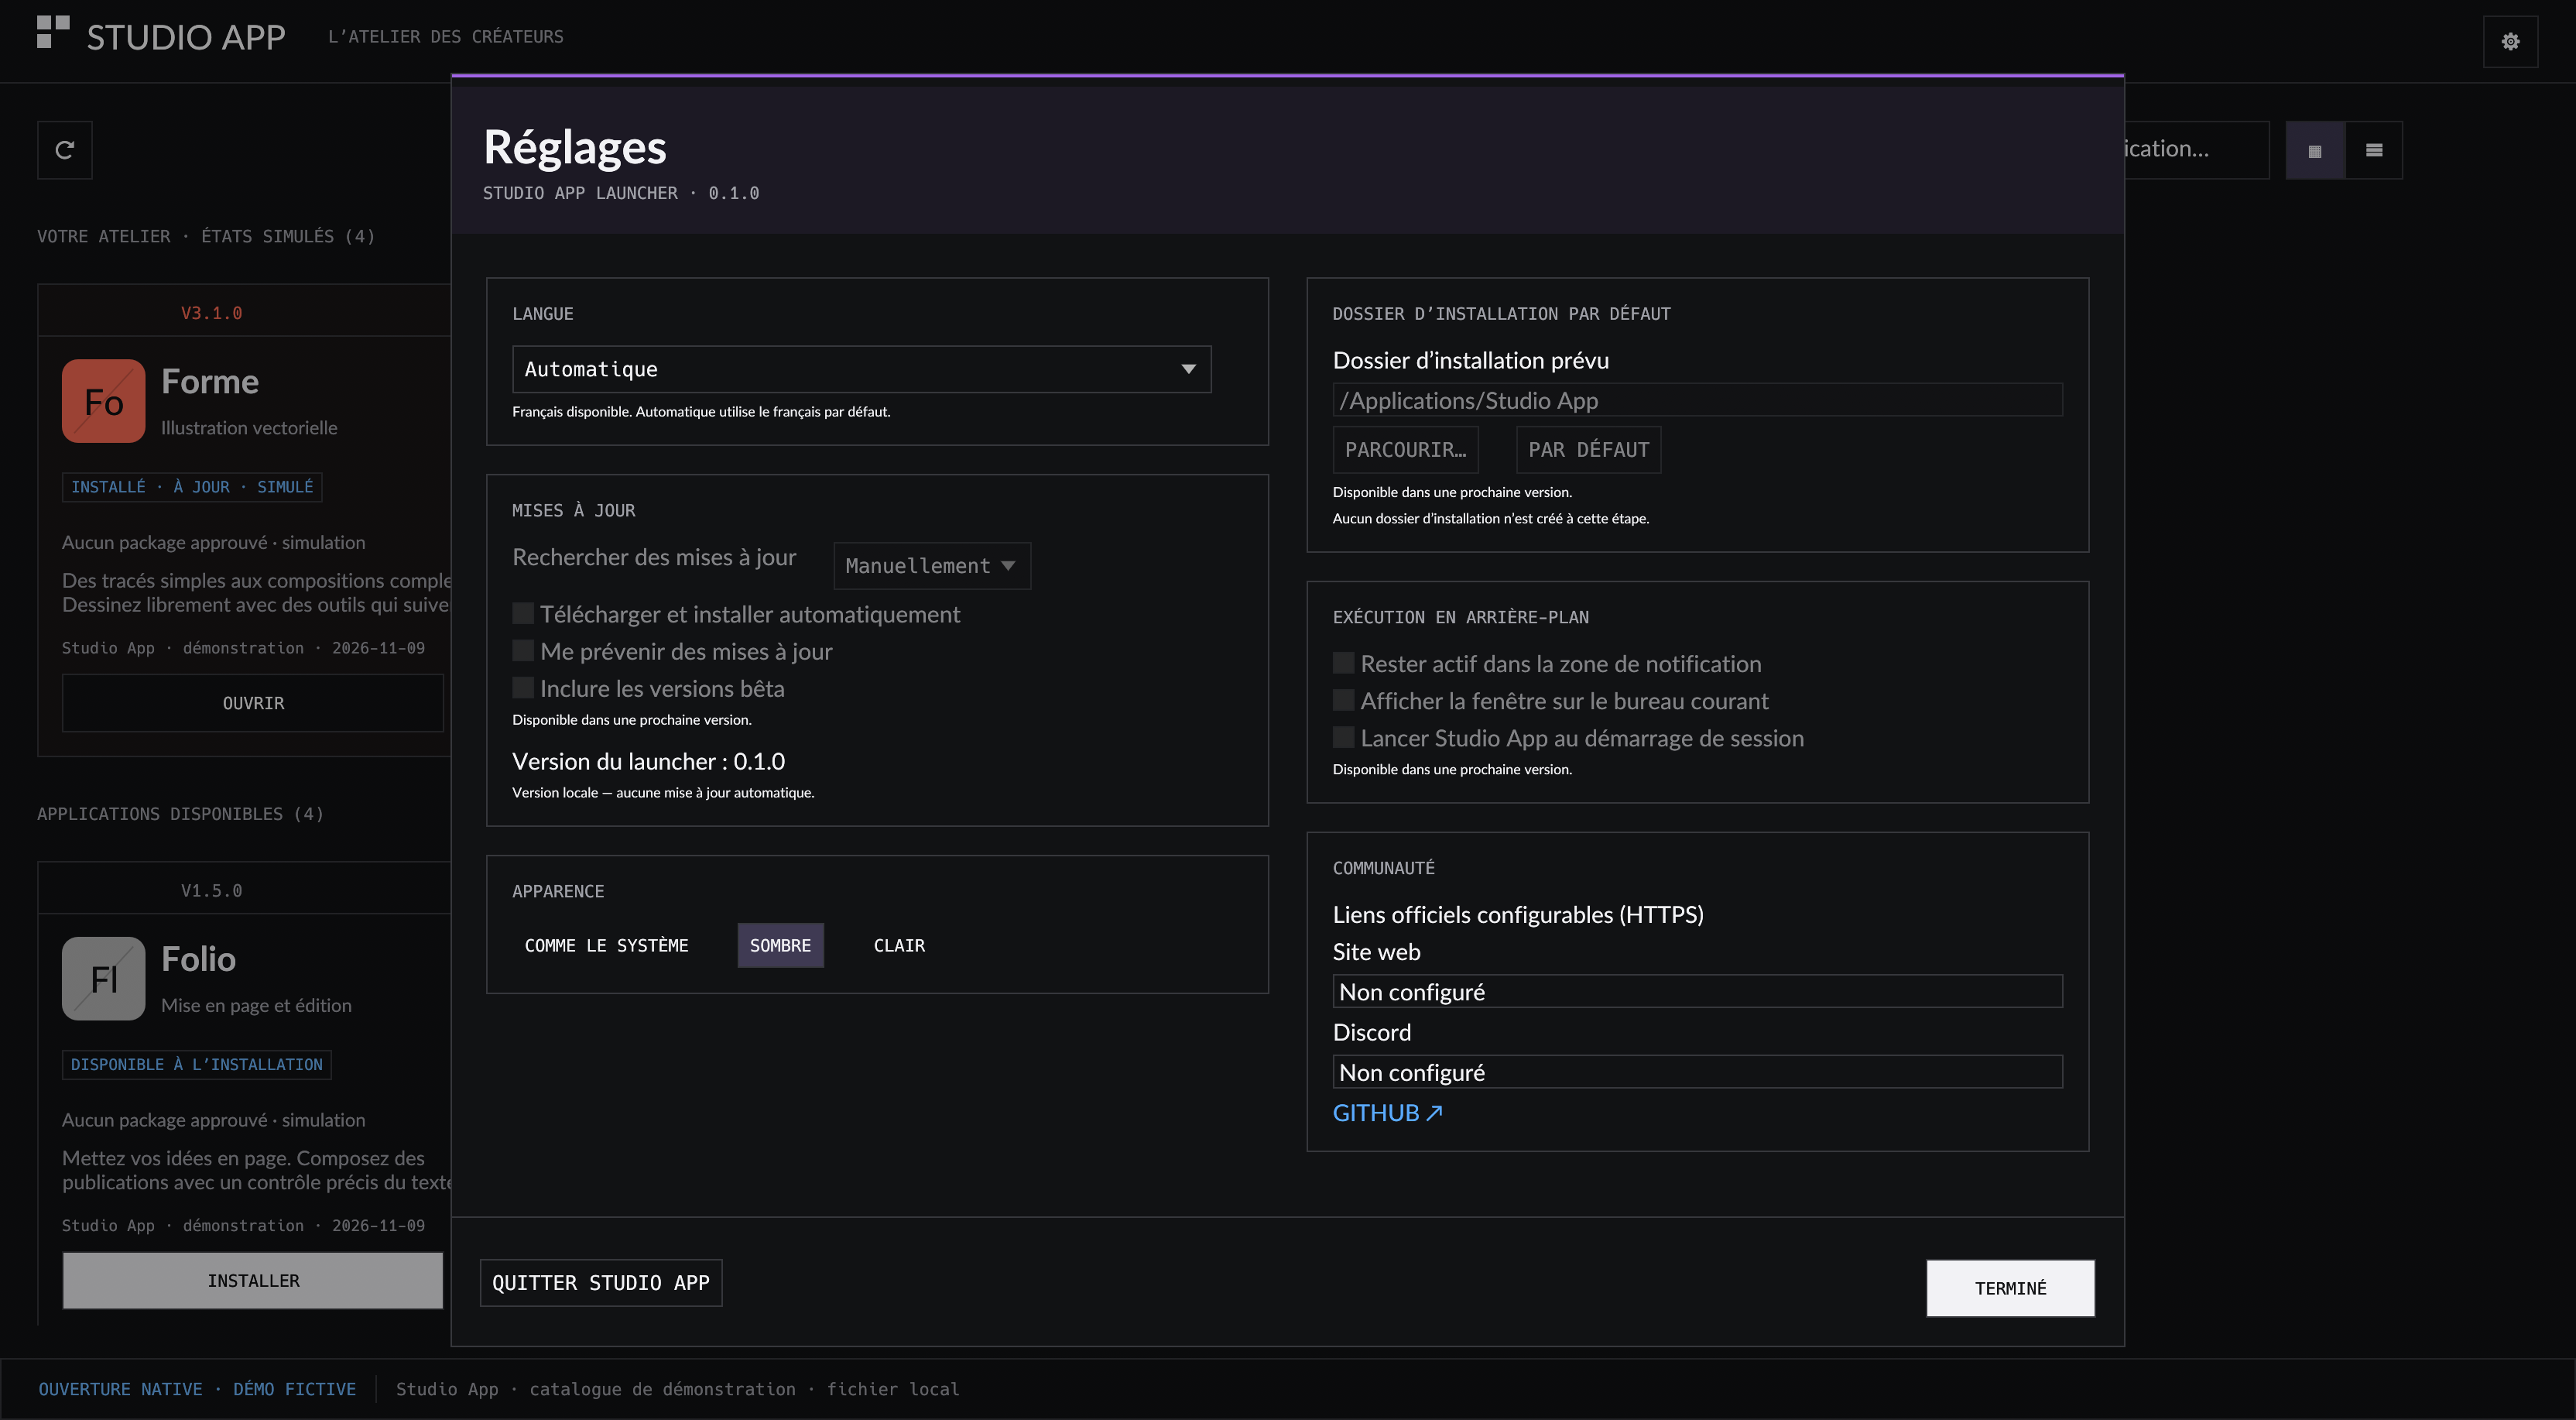 STUDIO APP
L’ATELIER DES CRÉATEURS
ication…
VOTRE ATELIER · ÉTATS SIMULÉS (4)
V3.1.0
Fo
Forme
Illustration vectorielle
INSTALLÉ · À JOUR · SIMULÉ
Aucun package approuvé · simulation
Des tracés simples aux compositions comple
Dessinez librement avec des outils qui suive
Studio App · démonstration · 2026-11-09
OUVRIR
APPLICATIONS DISPONIBLES (4)
V1.5.0
Fl
Folio
Mise en page et édition
DISPONIBLE À L’INSTALLATION
Aucun package approuvé · simulation
Mettez vos idées en page. Composez des
publications avec un contrôle précis du texte
Studio App · démonstration · 2026-11-09
INSTALLER
Réglages
STUDIO APP LAUNCHER · 0.1.0
LANGUE
Automatique
Français disponible. Automatique utilise le français par défaut.
MISES À JOUR
Rechercher des mises à jour
Manuellement
Télécharger et installer automatiquement
Me prévenir des mises à jour
Inclure les versions bêta
Disponible dans une prochaine version.
Version du launcher : 0.1.0
Version locale — aucune mise à jour automatique.
APPARENCE
COMME LE SYSTÈME
SOMBRE
CLAIR
DOSSIER D’INSTALLATION PAR DÉFAUT
Dossier d’installation prévu
/Applications/Studio App
PARCOURIR…
PAR DÉFAUT
Disponible dans une prochaine version.
Aucun dossier d’installation n’est créé à cette étape.
EXÉCUTION EN ARRIÈRE-PLAN
Rester actif dans la zone de notification
Afficher la fenêtre sur le bureau courant
Lancer Studio App au démarrage de session
Disponible dans une prochaine version.
COMMUNAUTÉ
Liens officiels configurables (HTTPS)
Site web
Non configuré
Discord
Non configuré
GITHUB ↗
QUITTER STUDIO APP
TERMINÉ
OUVERTURE NATIVE · DÉMO FICTIVE
Studio App · catalogue de démonstration · fichier local